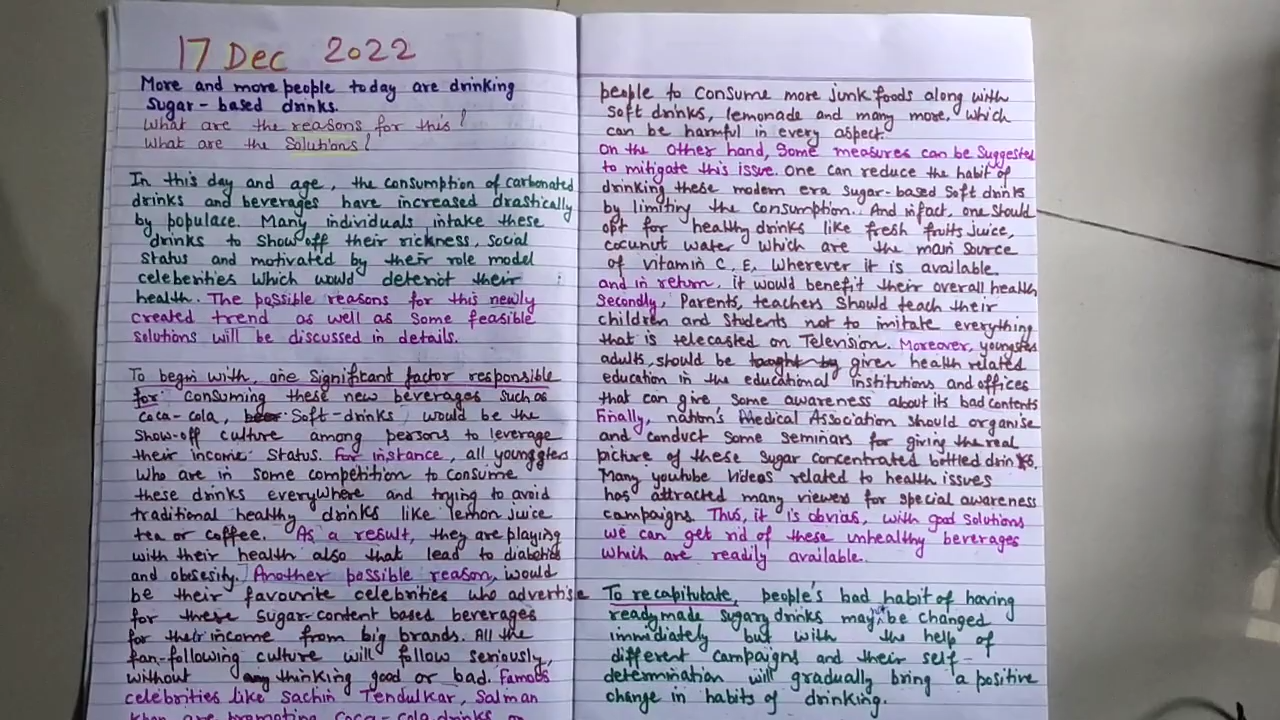 17 Dec 2022
More and more people today are drinking
Sugar-based drinks.
What are the reasons for this?
What are the Solutions?
In this day and age, the consumption of carbonated
drinks and beverages have increased drastically
by populace. Many individuals intake these
drinks to show off their rickness, social
status and motivated by their role model
celebenties which would deteriot their
health. The possible reasons for this newly
created trend as well as some feasible
solutions will be discussed in details.
To begin with, one significant factor responsible
for consuming these new beverages such as
Coca-cola, Soft-drinks would be the
show-off culture among persons to leverage
their income status. For instance, all youngsters
who are in some competition to consume
these drinks everywhere and trying to avoid
traditional healthy drinks like lemon juice
tea or coffee. As a result, they are playing
with their health also that lead to diabetics
and obsesity. Another possible reason, would
be their favourite celebrities who advertise
for these sugar-content based beverages
for their income from big brands. All the
fan-following culture will follow seriously,
without thinking good or bad. Famous
celebrities like Sachin Tendulkar, Salman
Khan are promoting Coca-cola drinks
people to consume more junk foods along with
soft drinks, lemonade and many more, which
can be harmful in every aspect.
On the other hand, some measures can be suggested
to mitigate this issue. One can reduce the habit of
drinking these modern era sugar-based soft drinks
by limiting the consumption. And infact, one should
opt for healthy drinks like fresh fruits juice,
cocunut water which are the main source
of vitamin C, E, wherever it is available
and in return, it would benefit their overall health
Secondly, Parents, teachers should teach their
children and students not to imitate everything
that is telecasted on Television. Moreover, youngsters
adults, should be taught by given health related
education in the educational institutions and offices
that can give some awareness about its bad contents
Finally, nation's Medical Association should organise
and conduct some seminars for giving the real
picture of these sugar concentrated bottled drinks.
Many youtube videos related to health issues
has attracted many viewers for special awareness
campaigns. Thus, it is obvias, with good solutions
we can get rid of these unhealthy beverages
which are readily available.
To recapitulate, people's bad habit of having
readymade sugary drinks may be changed
immediately but with the help of
different campaigns and their self-
determination will gradually bring a positive
change in habits of drinking.